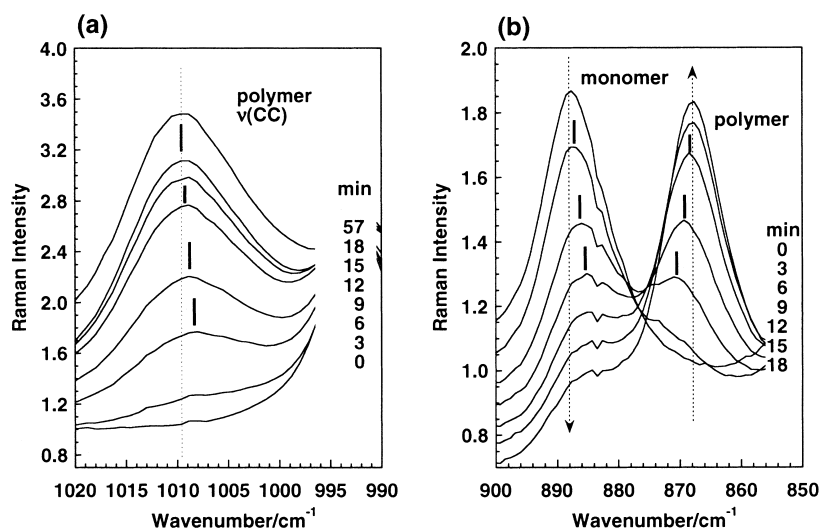 (a)
4.0
3.6
3.2
2.8
2.4
2.0
1.6
1.2
0.8
Raman Intensity
polymer
ν(CC)
min
57
18
15
12
9
6
3
0
1020 1015 1010 1005 1000 995 990
Wavenumber/cm⁻¹
(b)
2.0
1.8
1.6
1.4
1.2
1.0
0.8
Raman Intensity
monomer
polymer
min
0
3
6
9
12
15
18
900 890 880 870 860 850
Wavenumber/cm⁻¹